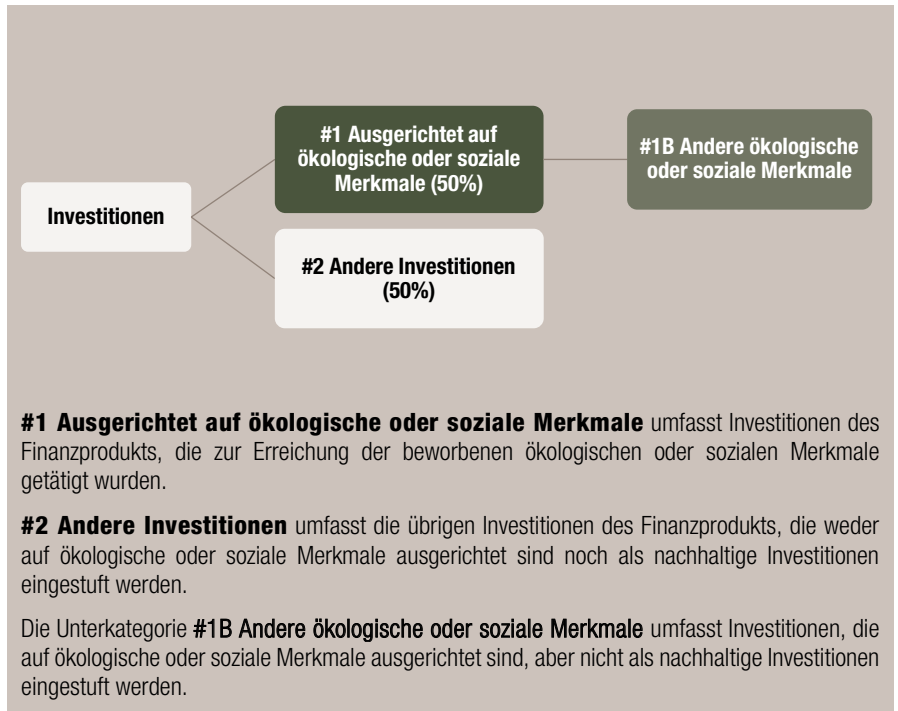 #1 Ausgerichtet auf
ökologische oder soziale
Merkmale (50%)
#1B Andere ökologische
oder soziale Merkmale
Investitionen
#2 Andere Investitionen
(50%)
#1 Ausgerichtet auf ökologische oder soziale Merkmale umfasst Investitionen des
Finanzprodukts, die zur Erreichung der beworbenen ökologischen oder sozialen Merkmale
getätigt wurden.
#2 Andere Investitionen umfasst die übrigen Investitionen des Finanzprodukts, die weder
auf ökologische oder soziale Merkmale ausgerichtet sind noch als nachhaltige Investitionen
eingestuft werden.
Die Unterkategorie #1B Andere ökologische oder soziale Merkmale umfasst Investitionen, die
auf ökologische oder soziale Merkmale ausgerichtet sind, aber nicht als nachhaltige Investitionen
eingestuft werden.